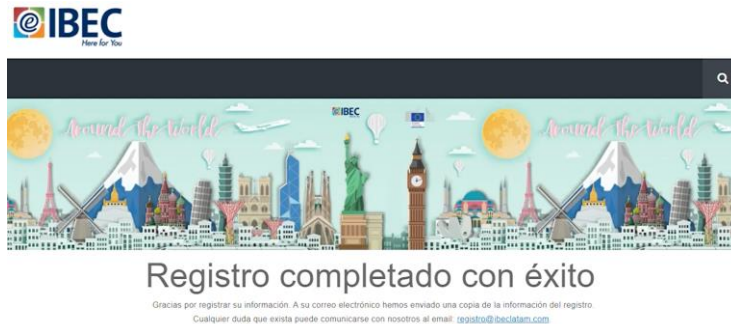 IBEC
Here for You
Around The World
IBEC
Around The World
Registro completado con éxito
Gracias por registrar su información. A su correo electrónico hemos enviado una copia de la información del registro.
Cualquier duda que exista puede comunicarse con nosotros al email: registro@ibeclatam.com